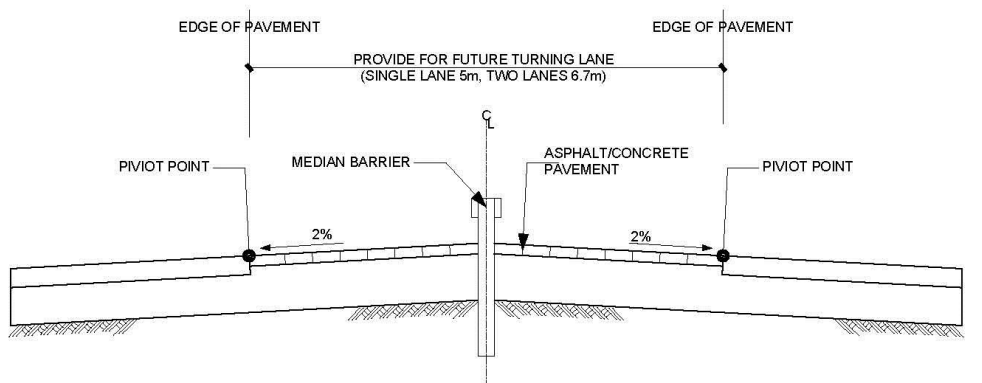 EDGE OF PAVEMENT
EDGE OF PAVEMENT
PROVIDE FOR FUTURE TURNING LANE
(SINGLE LANE 5m, TWO LANES 6.7m)
CL
PIVIOT POINT
MEDIAN BARRIER
ASPHALT/CONCRETE
PAVEMENT
PIVIOT POINT
2%
2%